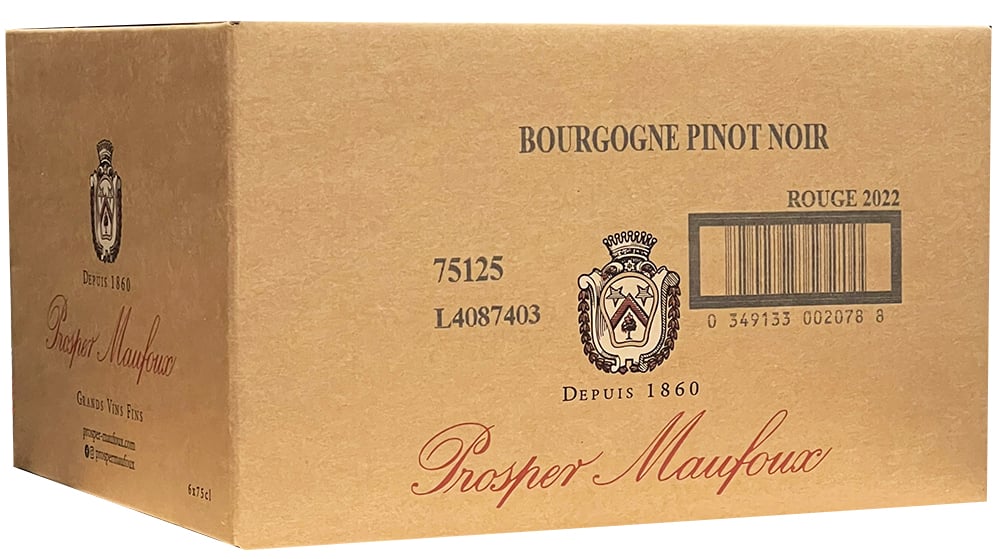 DEPUIS 1860
Prosper Maufoux
GRANDS VINS FINS
prosper-maufoux.com
@prospermaufoux
6x75cl
BOURGOGNE PINOT NOIR
ROUGE 2022
75125
L4087403
0 349133 002078 8
DEPUIS 1860
Prosper Maufoux